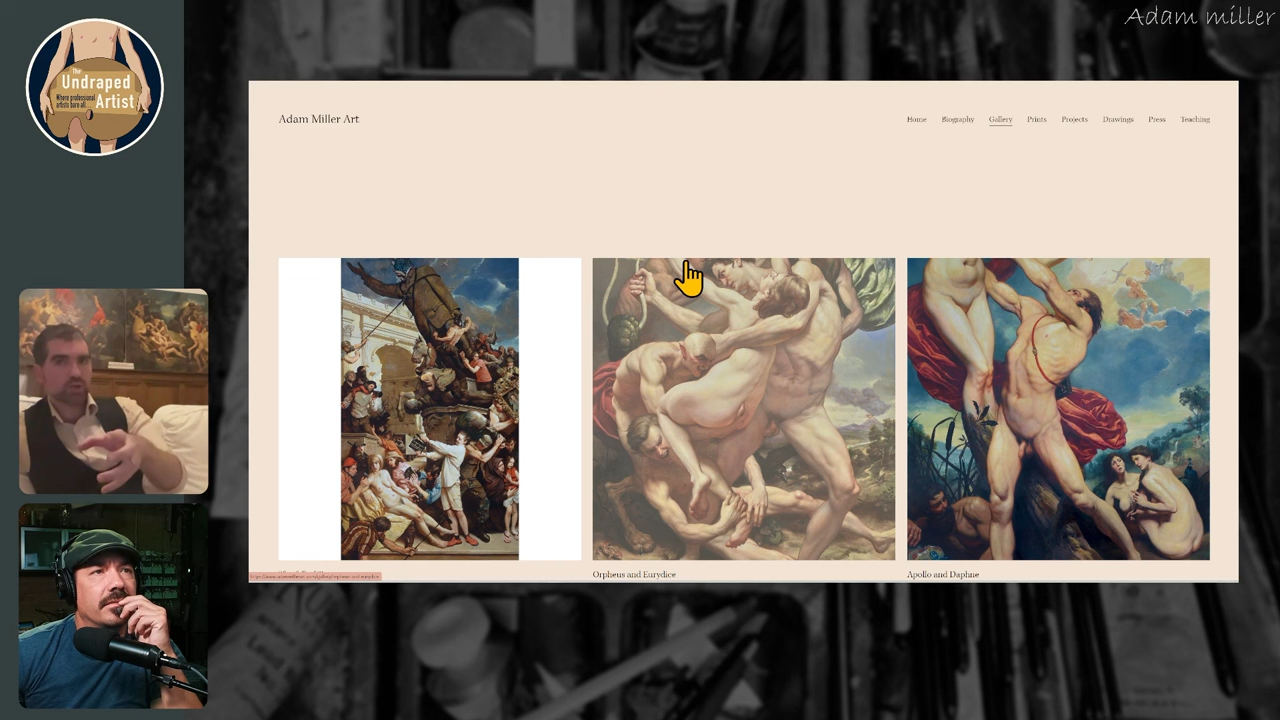 Adam miller
The
Undraped
Where professional
artists bare all...
Artist
Adam Miller Art
Home Biography Gallery Prints Projects Drawings Press Teaching
Orpheus and Eurydice
Apollo and Daphne